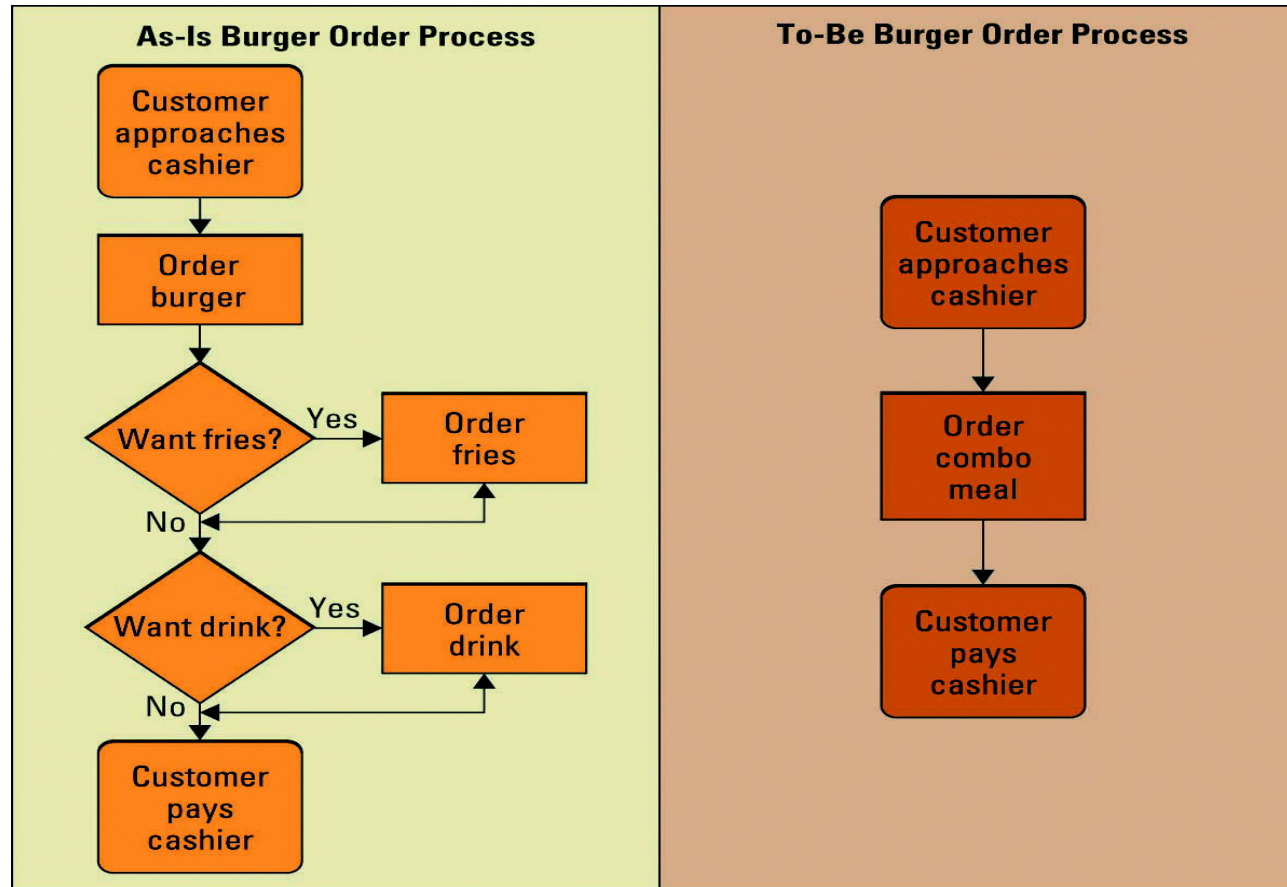 As-Is Burger Order Process
Customer
approaches
cashier
Order
burger
Want fries?
Yes
Order
fries
No
Want drink?
Yes
Order
drink
No
Customer
pays
cashier
To-Be Burger Order Process
Customer
approaches
cashier
Order
combo
meal
Customer
pays
cashier